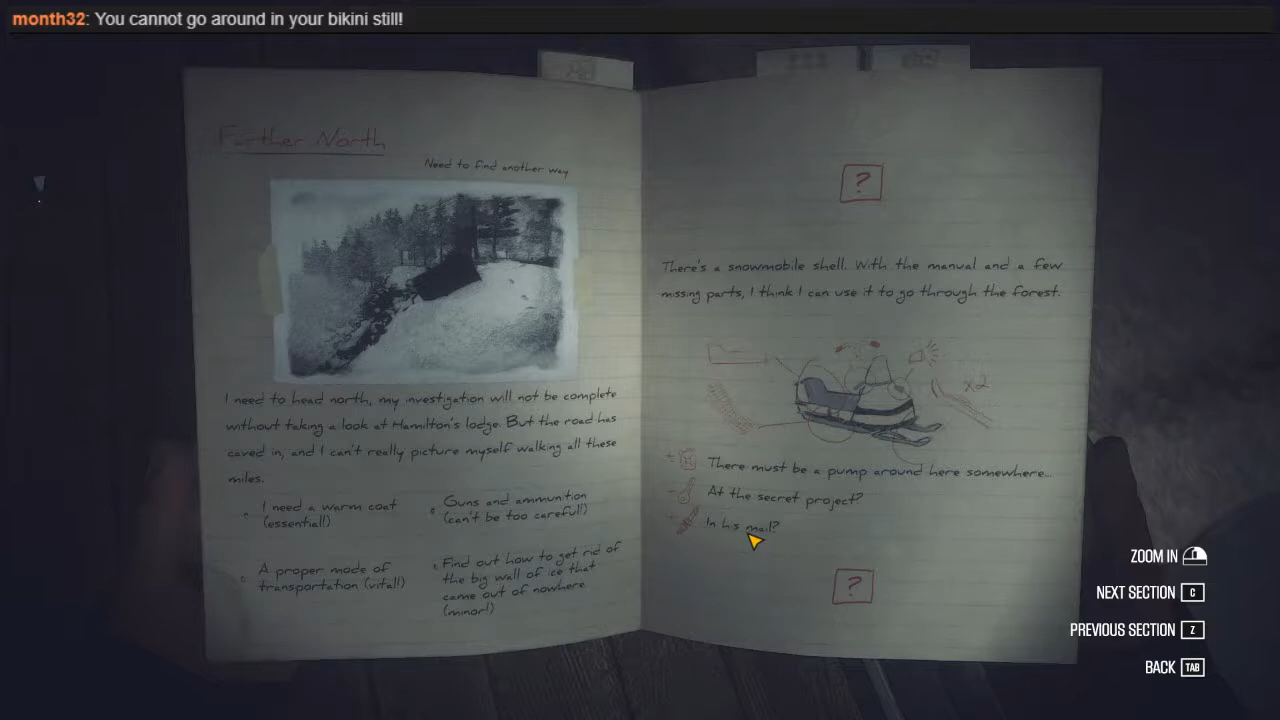 month32: You cannot go around in your bikini still!
Farther North
Need to find another way
I need to head north, my investigation will not be complete
without taking a look at Hamilton's lodge. But the road has
caved in, and I can't really picture myself walking all these
miles.
I need a warm coat
(essential!)
Guns and ammunition
(can't be too careful!)
A proper mode of
transportation (vital!)
Find out how to get rid of
the big wall of ice that
came out of nowhere
(minor!)
?
There's a snowmobile shell. With the manual and a few
missing parts, I think I can use it to go through the forest.
x2
There must be a pump around here somewhere...
At the secret project?
In his mail?
?
ZOOM IN
NEXT SECTION C
PREVIOUS SECTION Z
BACK TAB